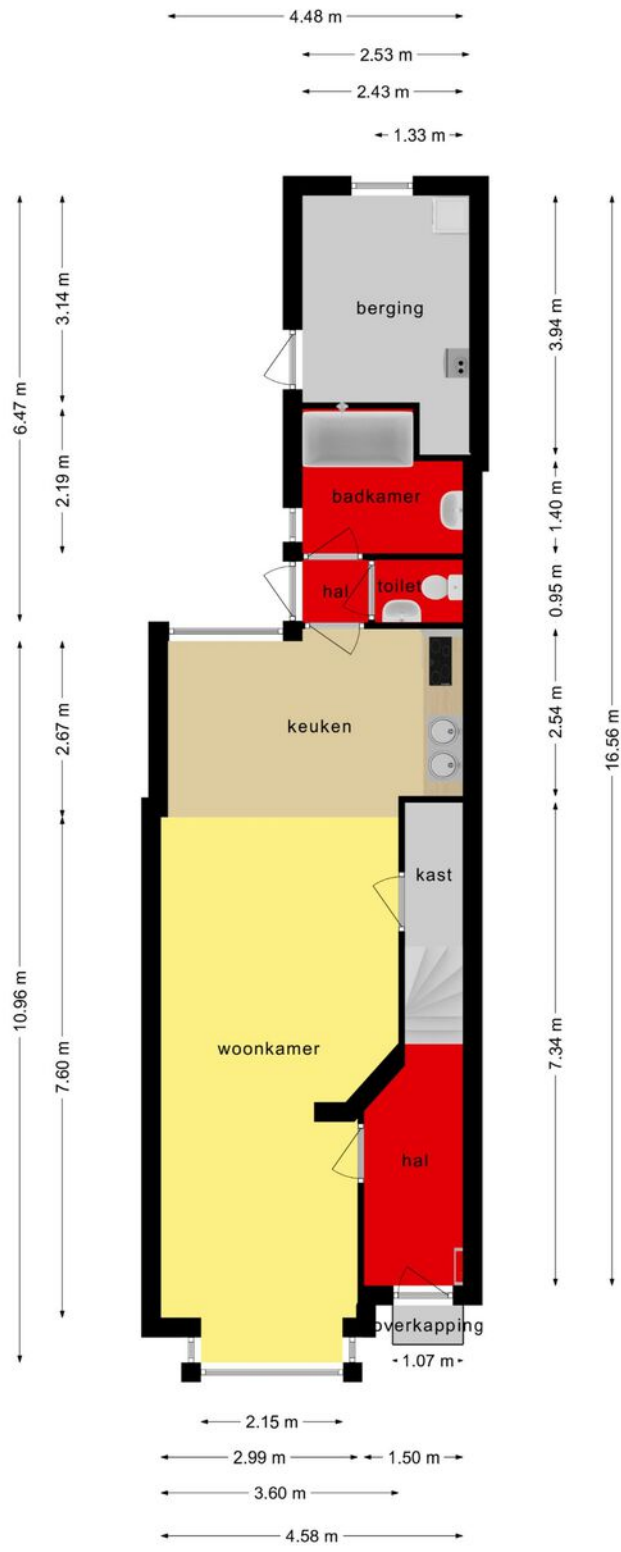 4.48 m
2.53 m
2.43 m
1.33 m
3.14 m
6.47 m
2.19 m
3.94 m
1.40 m
0.95 m
16.56 m
berging
badkamer
hal
toilet
keuken
2.67 m
2.54 m
kast
10.96 m
7.60 m
7.34 m
woonkamer
hal
overkapping
1.07 m
2.15 m
2.99 m
1.50 m
3.60 m
4.58 m